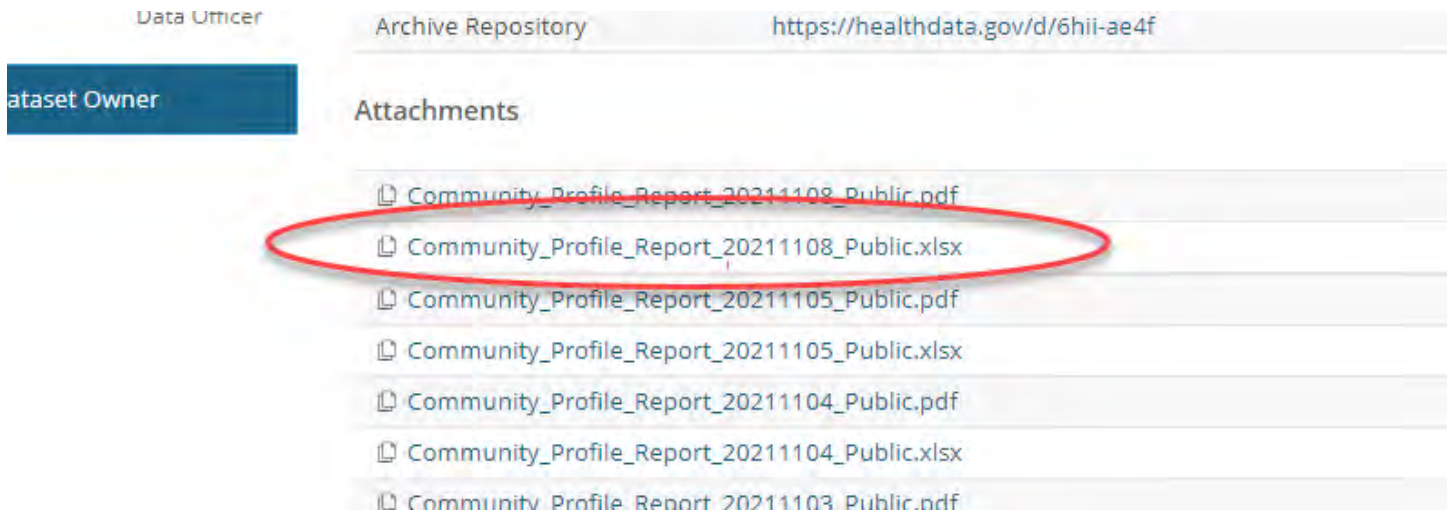 Data Officer
Archive Repository https://healthdata.gov/d/6hii-ae4f
ataset Owner
Attachments
Community_Profile_Report_20211108_Public.pdf
Community_Profile_Report_20211108_Public.xlsx
Community_Profile_Report_20211105_Public.pdf
Community_Profile_Report_20211105_Public.xlsx
Community_Profile_Report_20211104_Public.pdf
Community_Profile_Report_20211104_Public.xlsx
Community_Profile_Report_20211103_Public.pdf